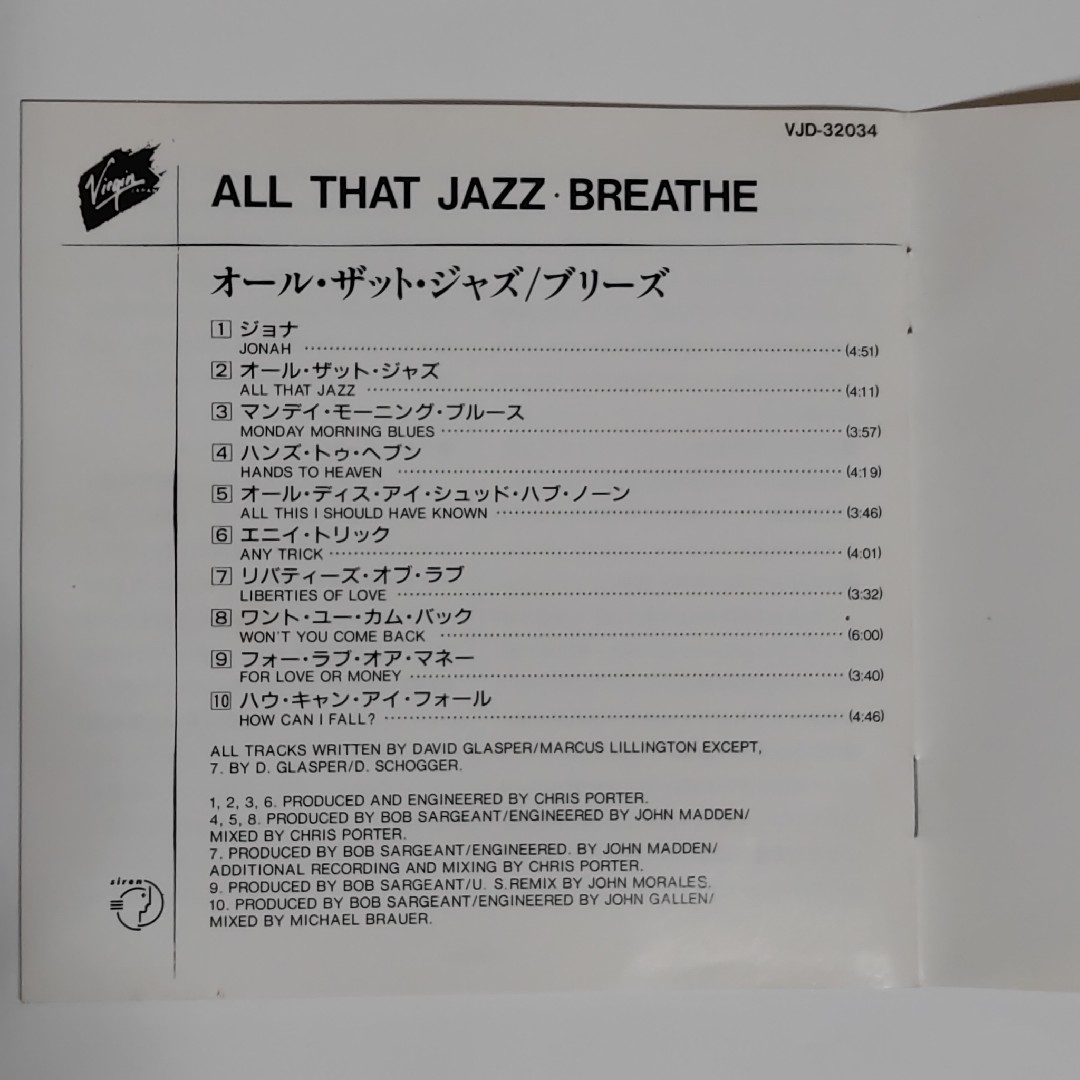 VJD-32034
Virgin
ALL THAT JAZZ · BREATHE
オール・ザット・ジャズ/ブリーズ
1 ジョナ
JONAH (4:51)
2 オール・ザット・ジャズ
ALL THAT JAZZ (4:11)
3 マンデイ・モーニング・ブルース
MONDAY MORNING BLUES (3:57)
4 ハンズ・トゥ・ヘブン
HANDS TO HEAVEN (4:19)
5 オール・ディス・アイ・シュッド・ハブ・ノーン
ALL THIS I SHOULD HAVE KNOWN (3:46)
6 エニイ・トリック
ANY TRICK (4:01)
7 リバティーズ・オブ・ラブ
LIBERTIES OF LOVE (3:32)
8 ワント・ユー・カム・バック
WON'T YOU COME BACK (6:00)
9 フォー・ラブ・オア・マネー
FOR LOVE OR MONEY (3:40)
10 ハウ・キャン・アイ・フォール
HOW CAN I FALL? (4:46)
ALL TRACKS WRITTEN BY DAVID GLASPER/MARCUS LILLINGTON EXCEPT,
7. BY D. GLASPER/D. SCHOGGER.
1, 2, 3, 6. PRODUCED AND ENGINEERED BY CHRIS PORTER.
4, 5, 8. PRODUCED BY BOB SARGEANT/ENGINEERED BY JOHN MADDEN/
MIXED BY CHRIS PORTER.
7. PRODUCED BY BOB SARGEANT/ENGINEERED. BY JOHN MADDEN/
ADDITIONAL RECORDING AND MIXING BY CHRIS PORTER.
9. PRODUCED BY BOB SARGEANT/U. S. REMIX BY JOHN MORALES.
10. PRODUCED BY BOB SARGEANT/ENGINEERED BY JOHN GALLEN/
MIXED BY MICHAEL BRAUER.
siren